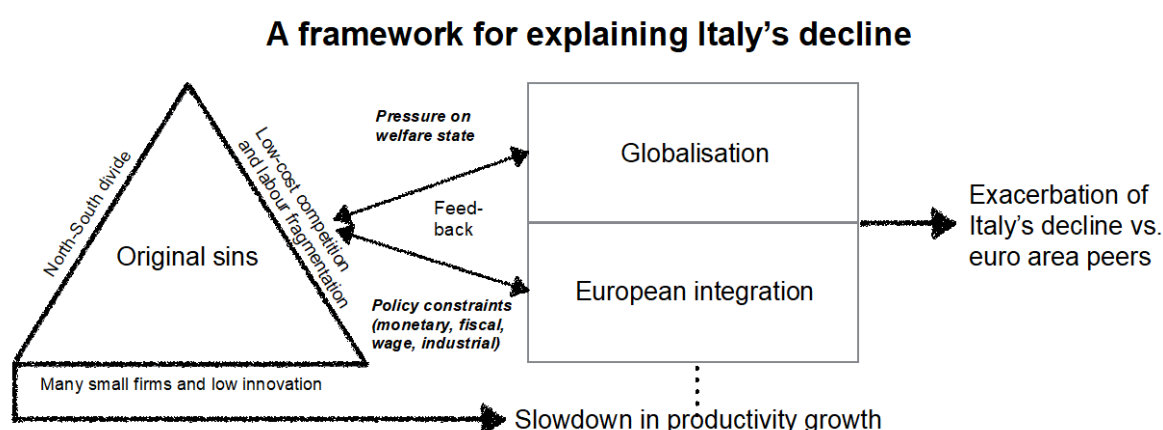 A framework for explaining Italy's decline
North-South divide
Low-cost competition
and labour fragmentation
Original sins
Many small firms and low innovation
Pressure on
welfare state
Feed-
back
Policy constraints
(monetary, fiscal,
wage, industrial)
Globalisation
European integration
Exacerbation of
Italy's decline vs.
euro area peers
Slowdown in productivity growth